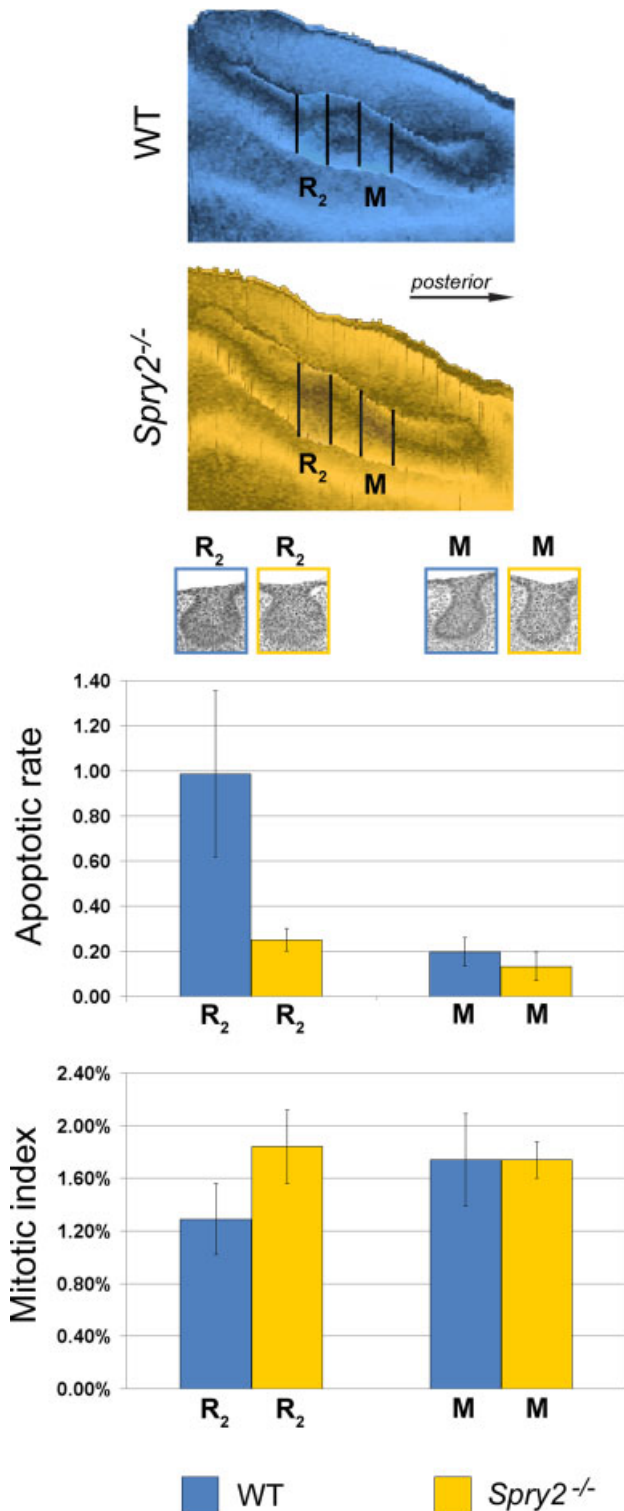 WT
R₂ M
posterior
Spry2-/-
R₂ M
R₂ R₂ M M
Apoptotic rate
1.40
1.20
1.00
0.80
0.60
0.40
0.20
0.00
R₂ R₂ M M
Mitotic index
2.40%
2.00%
1.60%
1.20%
0.80%
0.40%
0.00%
R₂ R₂ M M
WT Spry2 -/-